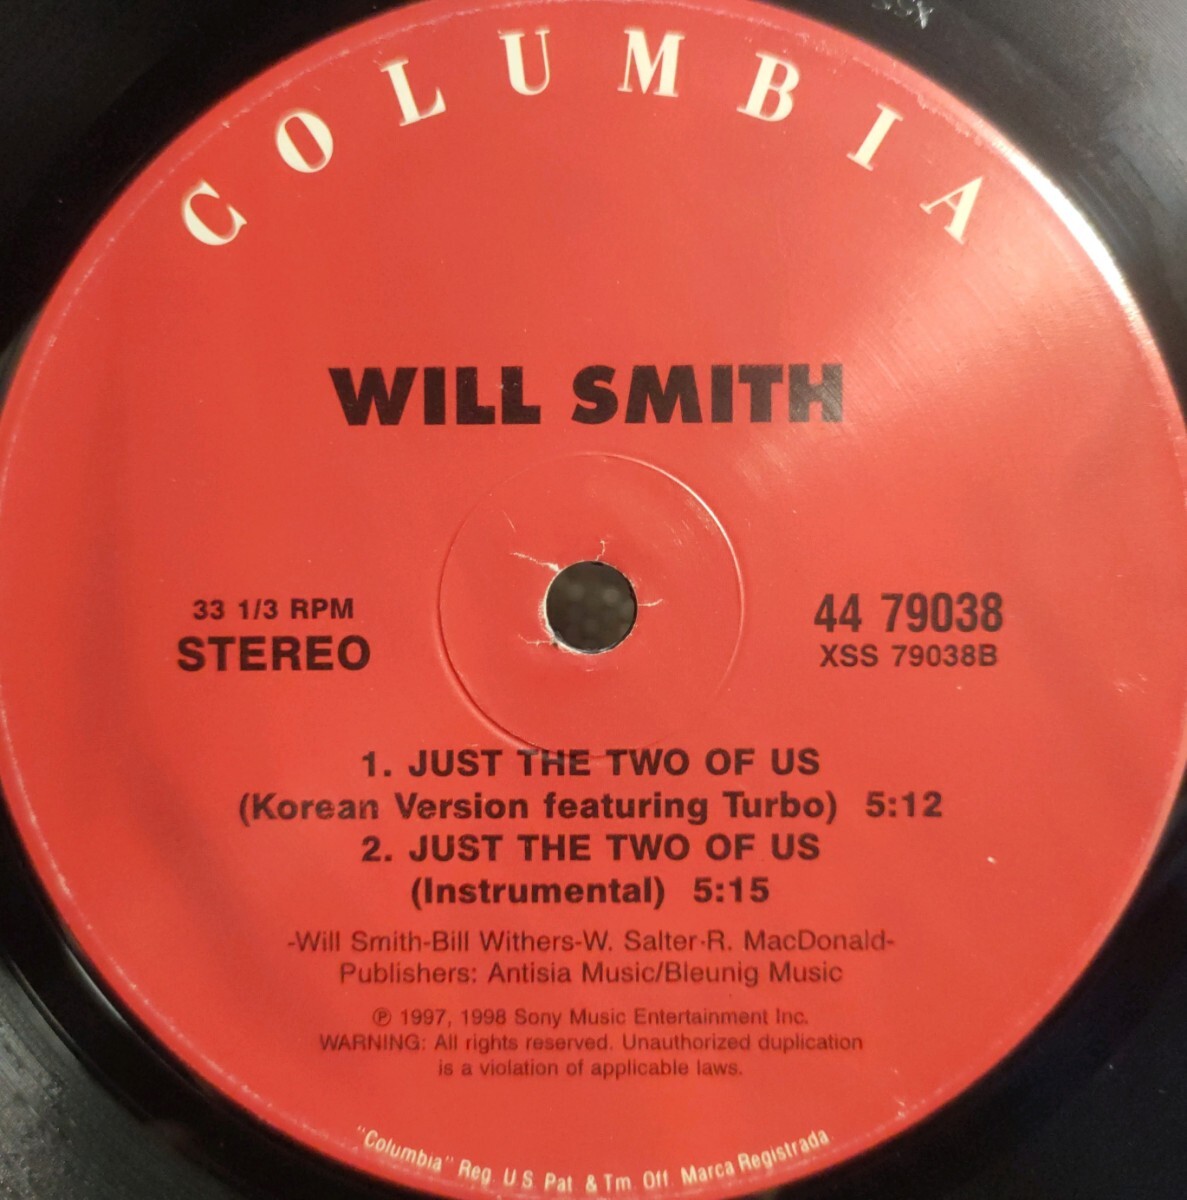 COLUMBIA
WILL SMITH
33 1/3 RPM
STEREO
44 79038
XSS 79038B
1. JUST THE TWO OF US
(Korean Version featuring Turbo) 5:12
2. JUST THE TWO OF US
(Instrumental) 5:15
-Will Smith-Bill Withers-W. Salter-R. MacDonald-
Publishers: Antisia Music/Bleunig Music
℗ 1997, 1998 Sony Music Entertainment Inc.
WARNING: All rights reserved. Unauthorized duplication
is a violation of applicable laws.
"Columbia" Reg. U.S. Pat. & Tm. Off. Marca Registrada